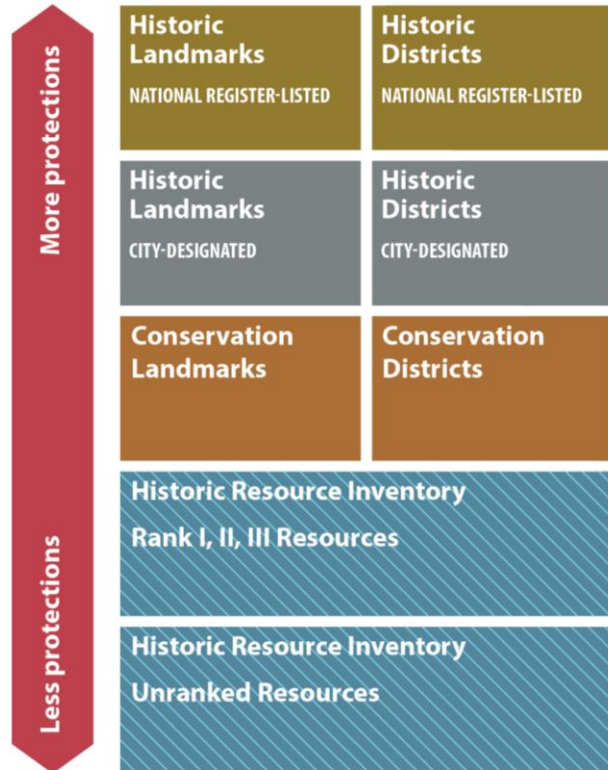 More protections
Less protections
Historic
Landmarks
NATIONAL REGISTER-LISTED
Historic
Districts
NATIONAL REGISTER-LISTED
Historic
Landmarks
CITY-DESIGNATED
Historic
Districts
CITY-DESIGNATED
Conservation
Landmarks
Conservation
Districts
Historic Resource Inventory
Rank I, II, III Resources
Historic Resource Inventory
Unranked Resources